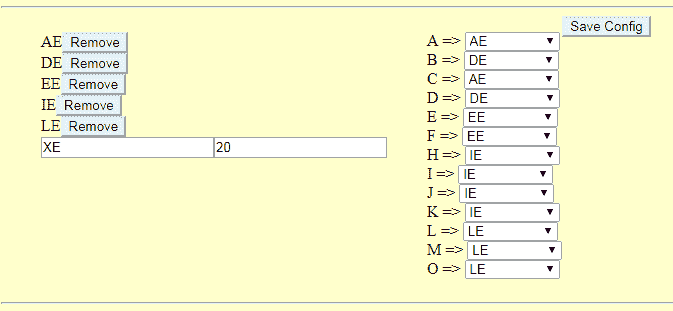 Save Config
AE Remove
DE Remove
EE Remove
IE Remove
LE Remove
XE 20
A => AE
B => DE
C => AE
D => DE
E => EE
F => EE
H => IE
I => IE
J => IE
K => IE
L => LE
M => LE
O => LE